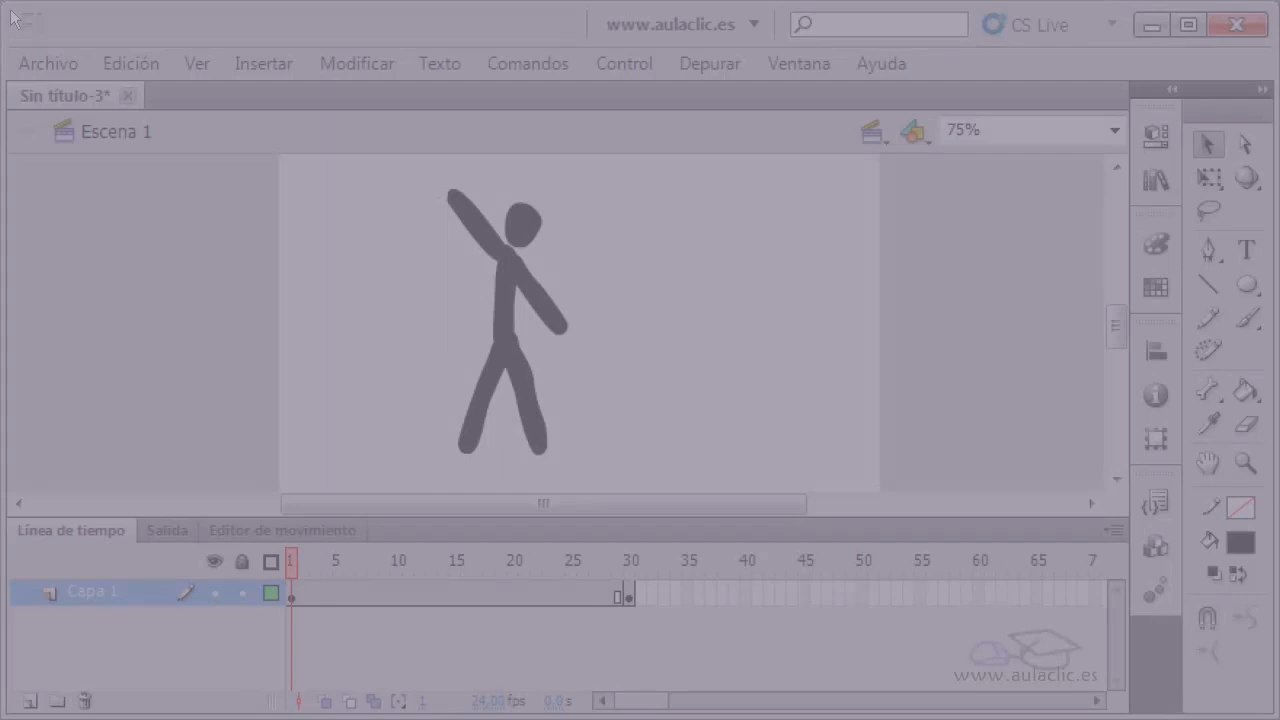 www.aulaclic.es
CS Live
Archivo Edición Ver Insertar Modificar Texto Comandos Control Depurar Ventana Ayuda
Sin título-3*
Escena 1
75%
T
Línea de tiempo Salida Editor de movimiento
1 5 10 15 20 25 30 35 40 45 50 55 60 65 7
Capa 1
www.aulaclic.es
1 24,00 fps 0,0 s